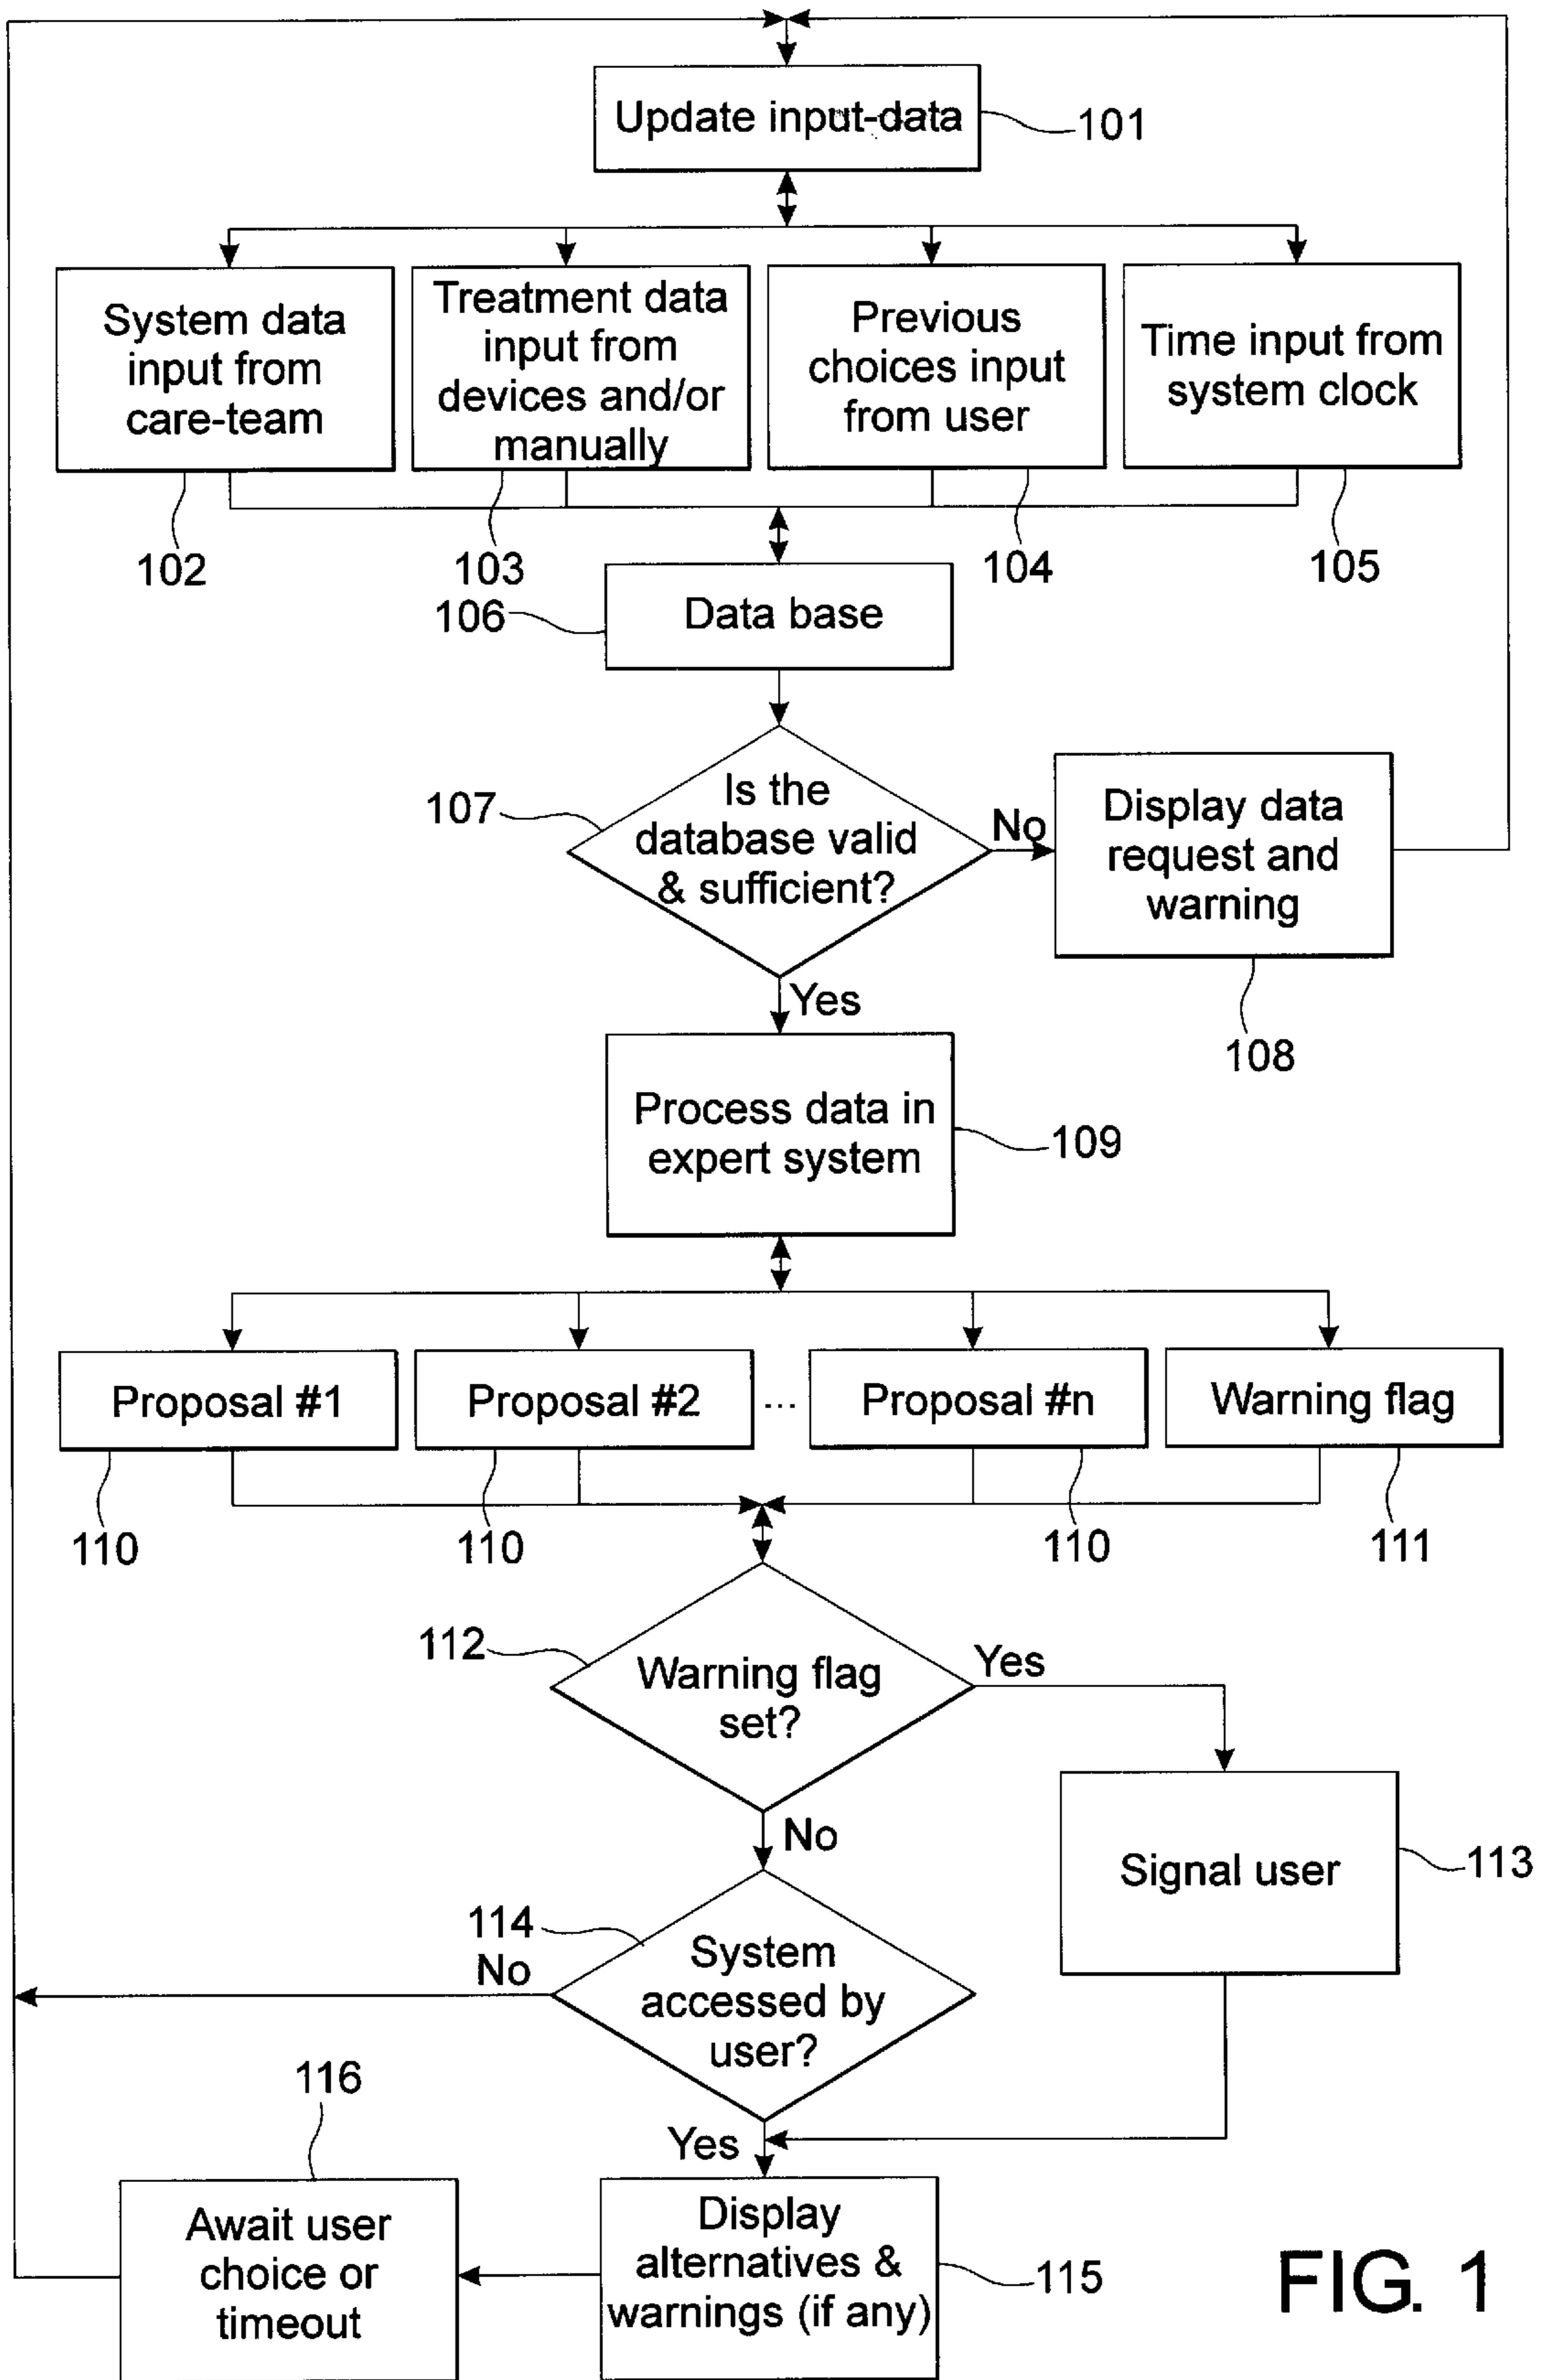 Update input-data
101
System data
input from
care-team
Treatment data
input from
devices and/or
manually
Previous
choices input
from user
Time input from
system clock
102
103
104
105
106
Data base
107
Is the
database valid
& sufficient?
No
Display data
request and
warning
108
Yes
Process data in
expert system
109
Proposal #1
Proposal #2
...
Proposal #n
Warning flag
110
110
110
111
112
Warning flag
set?
Yes
No
Signal user
113
114
No
System
accessed by
user?
116
Yes
Await user
choice or
timeout
Display
alternatives &
warnings (if any)
115
FIG. 1